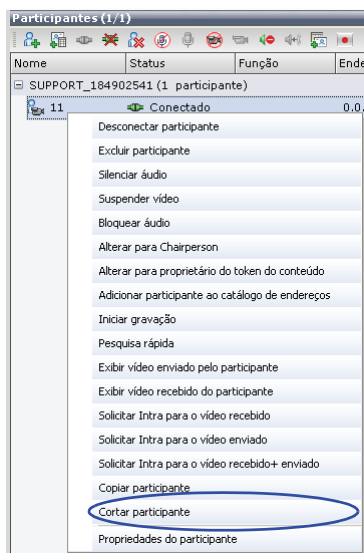 Participantes (1/1)
Nome Status Função Ende
SUPPORT_184902541 (1 participante)
11 Conectado 0.0.
Desconectar participante
Excluir participante
Silenciar áudio
Suspender vídeo
Bloquear áudio
Alterar para Chairperson
Alterar para proprietário do token do conteúdo
Adicionar participante ao catálogo de endereços
Iniciar gravação
Pesquisa rápida
Exibir vídeo enviado pelo participante
Exibir vídeo recebido do participante
Solicitar Intra para o vídeo recebido
Solicitar Intra para o vídeo enviado
Solicitar Intra para o vídeo recebido+ enviado
Copiar participante
Cortar participante
Propriedades do participante